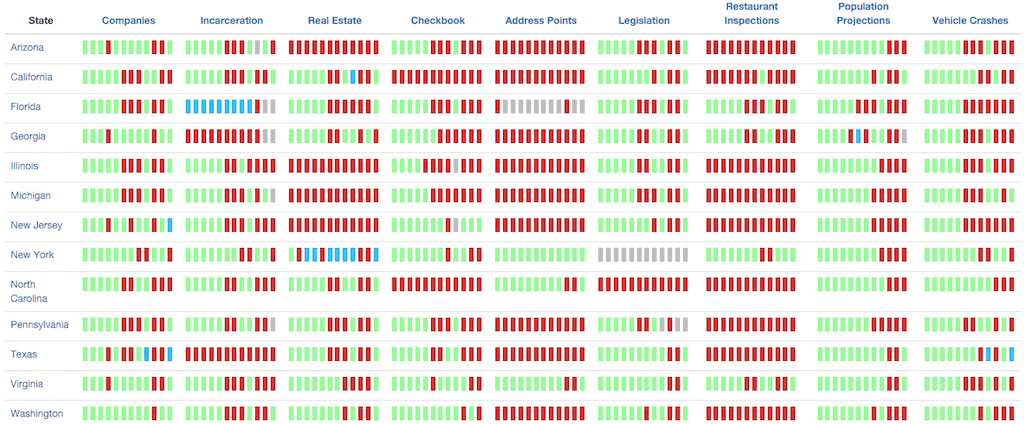 State Companies Incarceration Real Estate Checkbook Address Points Legislation Restaurant Inspections Population Projections Vehicle Crashes
Arizona
California
Florida
Georgia
Illinois
Michigan
New Jersey
New York
North
Carolina
Pennsylvania
Texas
Virginia
Washington